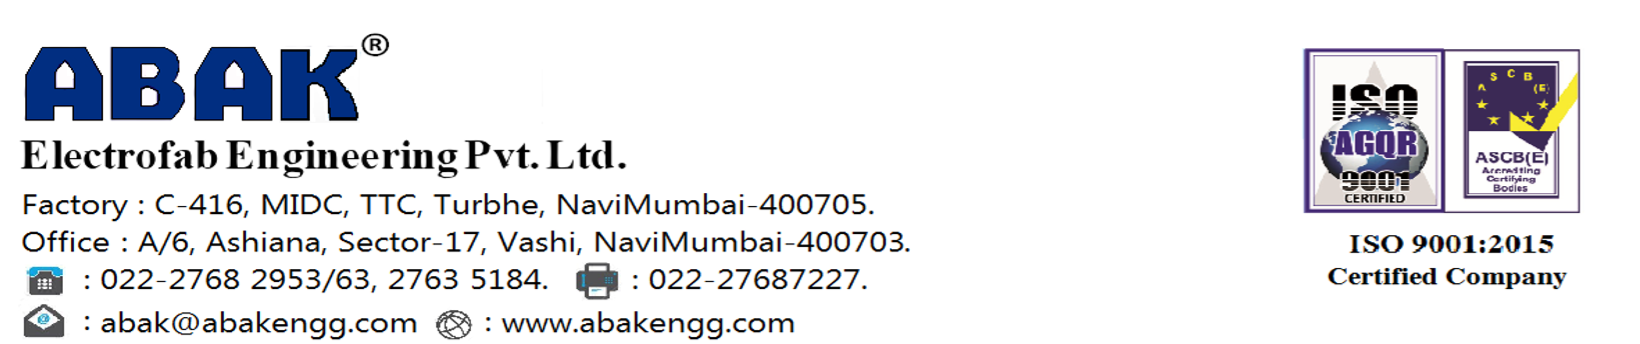 ABAK®
Electrofab Engineering Pvt. Ltd.
Factory : C-416, MIDC, TTC, Turbhe, NaviMumbai-400705.
Office : A/6, Ashiana, Sector-17, Vashi, NaviMumbai-400703.
: 022-2768 2953/63, 2763 5184. : 022-27687227.
: abak@abakengg.com : www.abakengg.com
ISO
AGQR
9001
CERTIFIED
A S C B (E)
ASCB(E)
Accrediting
Certifying
Bodies
ISO 9001:2015
Certified Company